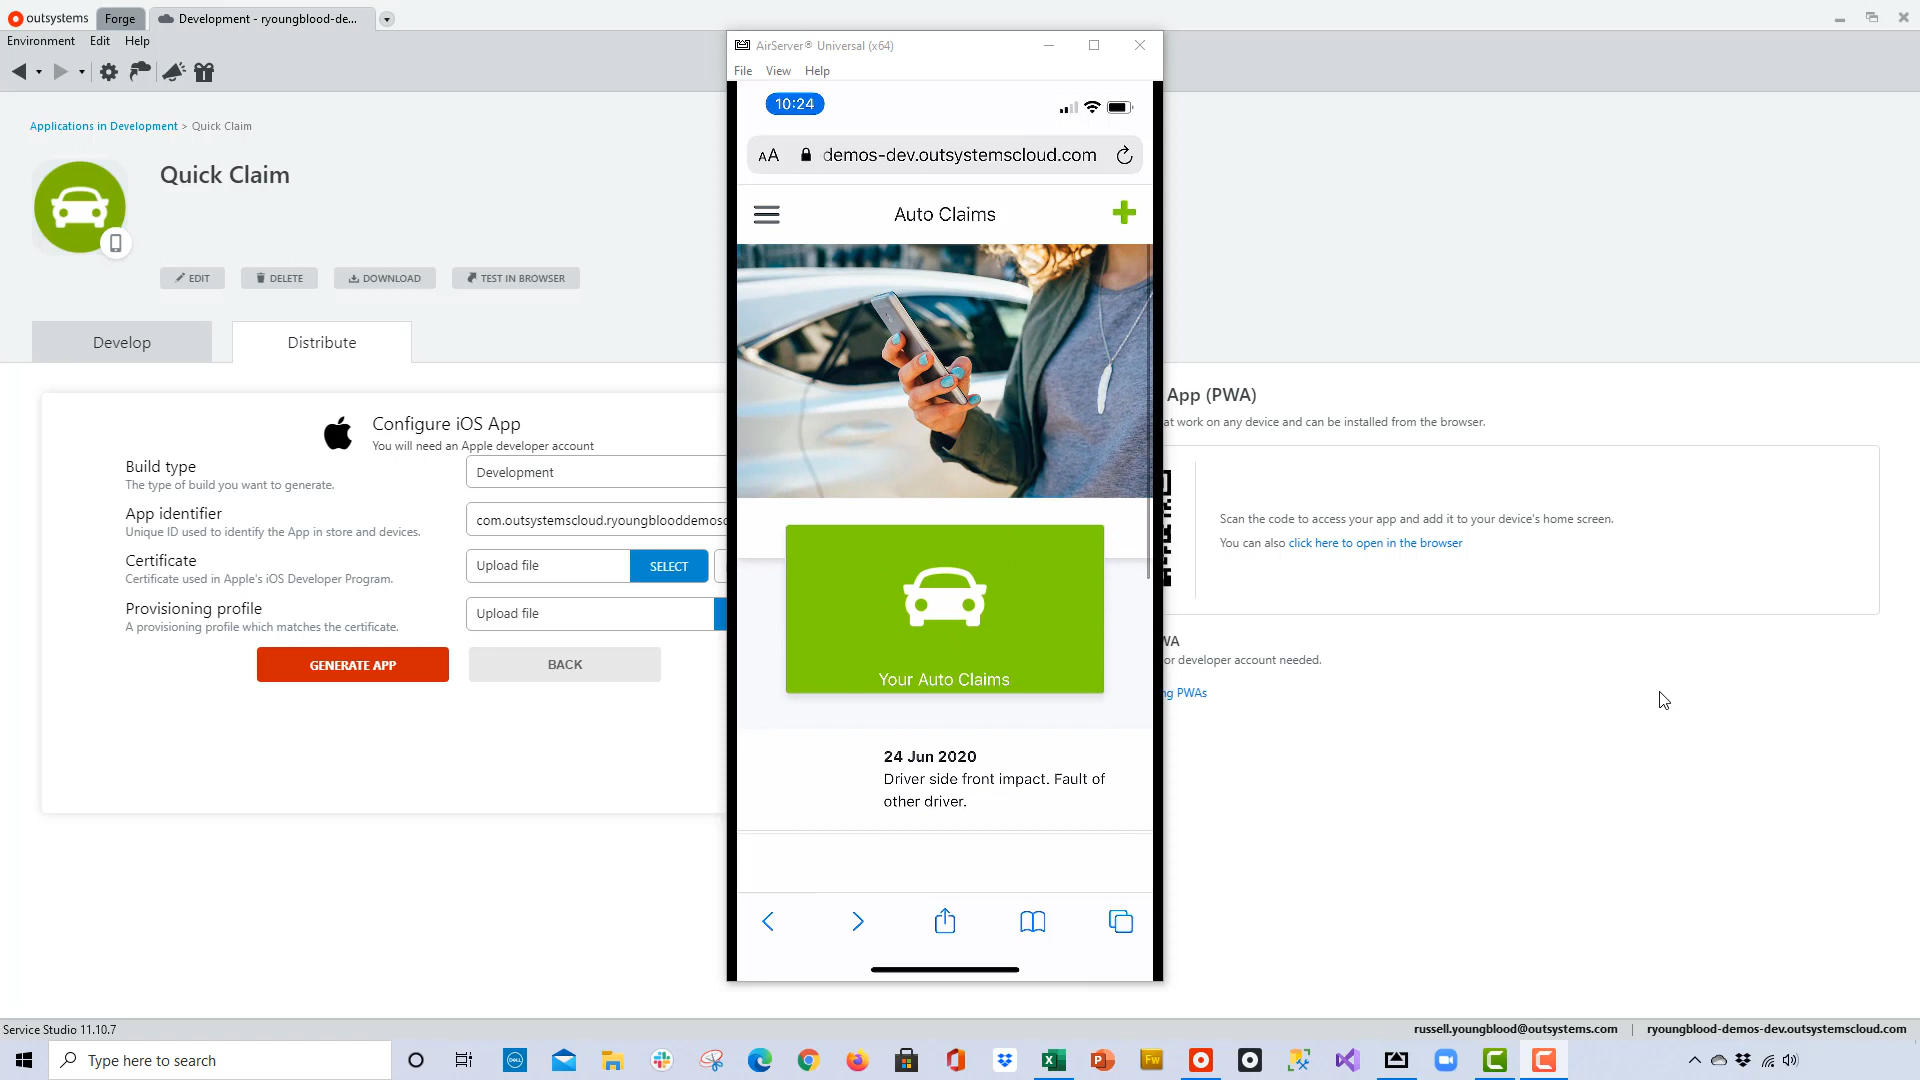 outsystems Forge Development - ryoungblood-de...
Environment Edit Help
Applications in Development > Quick Claim
Quick Claim
EDIT DELETE DOWNLOAD TEST IN BROWSER
Develop Distribute
Configure iOS App
You will need an Apple developer account
Build type
The type of build you want to generate.
Development
App identifier
Unique ID used to identify the App in store and devices.
com.outsystemscloud.ryoungblooddemos
Certificate
Certificate used in Apple's iOS Developer Program.
Upload file SELECT
Provisioning profile
A provisioning profile which matches the certificate.
Upload file
GENERATE APP BACK
AirServer® Universal (x64)
File View Help
10:24
AA demos-dev.outsystemscloud.com
Auto Claims
Your Auto Claims
24 Jun 2020
Driver side front impact. Fault of
other driver.
App (PWA)
at work on any device and can be installed from the browser.
Scan the code to access your app and add it to your device's home screen.
You can also click here to open in the browser
WA
or developer account needed.
ng PWAs
Service Studio 11.10.7
russell.youngblood@outsystems.com | ryoungblood-demos-dev.outsystemscloud.com
Type here to search
DELL
Fw